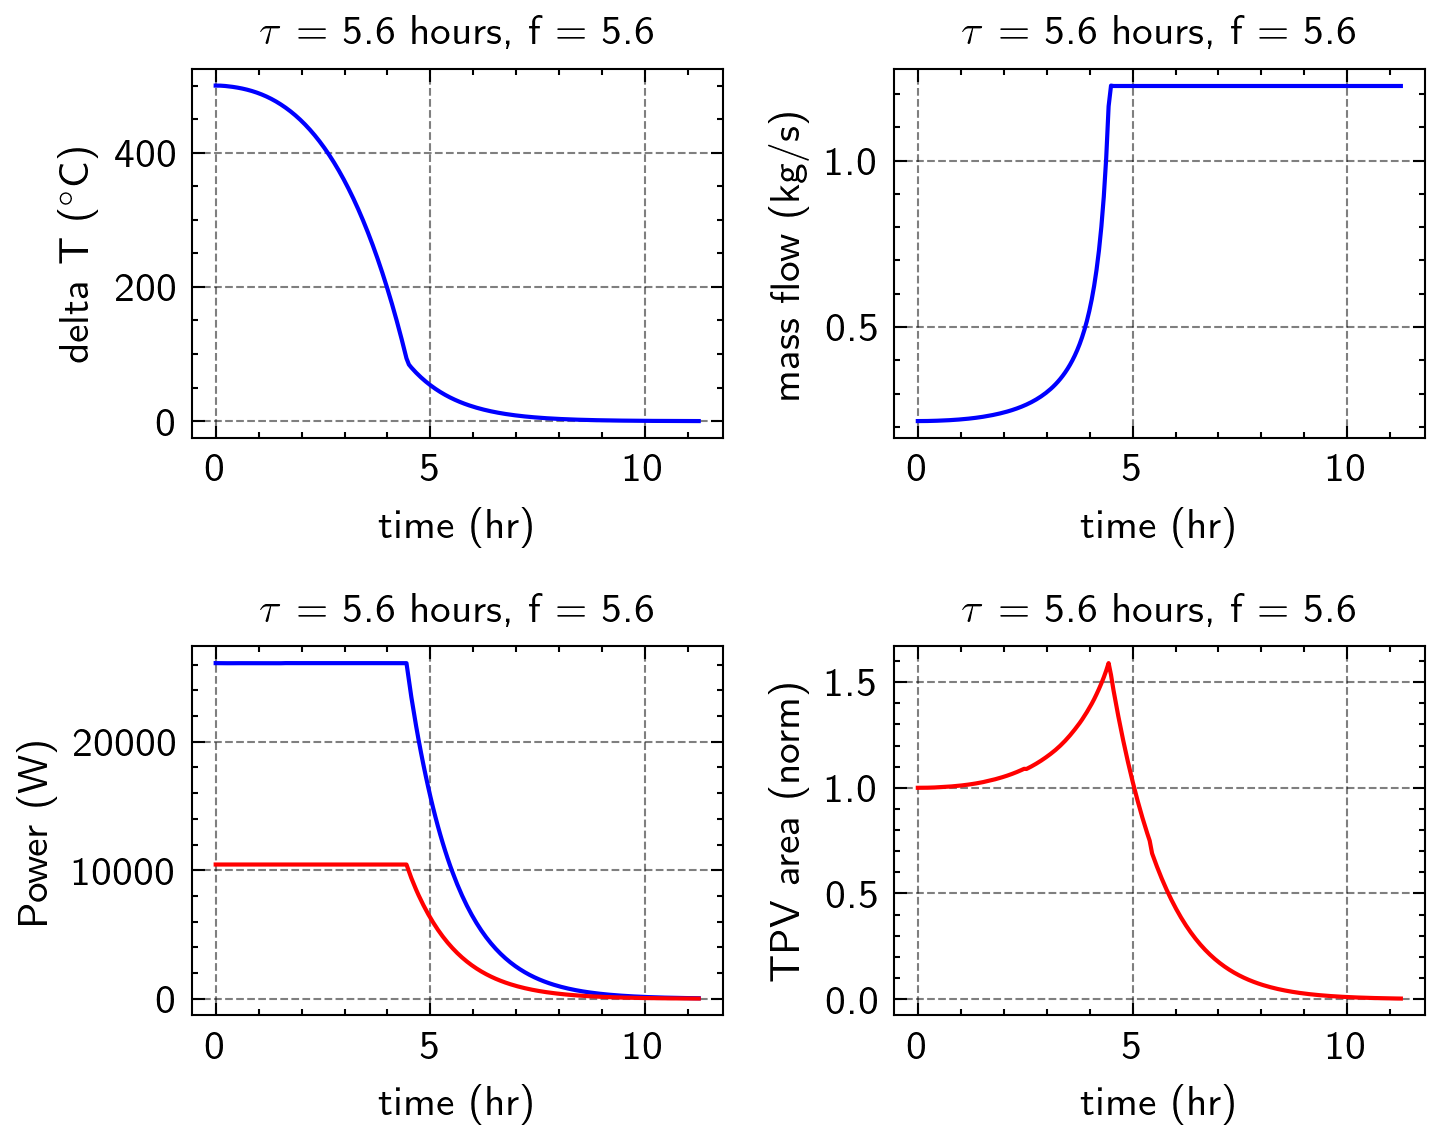 τ = 5.6 hours, f = 5.6
delta T (°C)
400
200
0
0 5 10
time (hr)
τ = 5.6 hours, f = 5.6
mass flow (kg/s)
1.0
0.5
0 5 10
time (hr)
τ = 5.6 hours, f = 5.6
Power (W)
20000
10000
0
0 5 10
time (hr)
τ = 5.6 hours, f = 5.6
TPV area (norm)
1.5
1.0
0.5
0.0
0 5 10
time (hr)